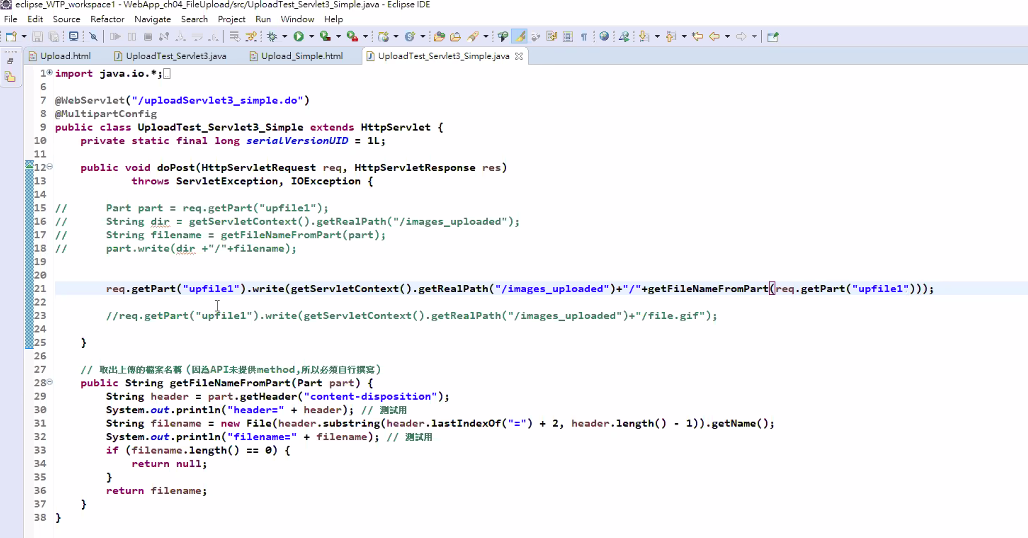 eclipse_WTP_workspace1 - WebApp_ch04_FileUpload/src/UploadTest_Servlet3_Simple.java - Eclipse IDE
File Edit Source Refactor Navigate Search Project Run Window Help
Upload.html UploadTest_Servlet3.java Upload_Simple.html UploadTest_Servlet3_Simple.java
1 import java.io.*;
6
7 @WebServlet("/uploadServlet3_simple.do")
8 @MultipartConfig
9 public class UploadTest_Servlet3_Simple extends HttpServlet {
10 private static final long serialVersionUID = 1L;
11
12 public void doPost(HttpServletRequest req, HttpServletResponse res)
13 throws ServletException, IOException {
14
15 // Part part = req.getPart("upfile1");
16 // String dir = getServletContext().getRealPath("/images_uploaded");
17 // String filename = getFileNameFromPart(part);
18 // part.write(dir +"/"+filename);
19
20
21 req.getPart("upfile1").write(getServletContext().getRealPath("/images_uploaded")+"/"+getFileNameFromPart(req.getPart("upfile1")));
22
23 //req.getPart("upfile1").write(getServletContext().getRealPath("/images_uploaded")+"/file.gif");
24
25 }
26
27 // 取出上傳的檔案名稱 (因為API未提供method,所以必須自行撰寫)
28 public String getFileNameFromPart(Part part) {
29 String header = part.getHeader("content-disposition");
30 System.out.println("header=" + header); // 測試用
31 String filename = new File(header.substring(header.lastIndexOf("=") + 2, header.length() - 1)).getName();
32 System.out.println("filename=" + filename); // 測試用
33 if (filename.length() == 0) {
34 return null;
35 }
36 return filename;
37 }
38 }